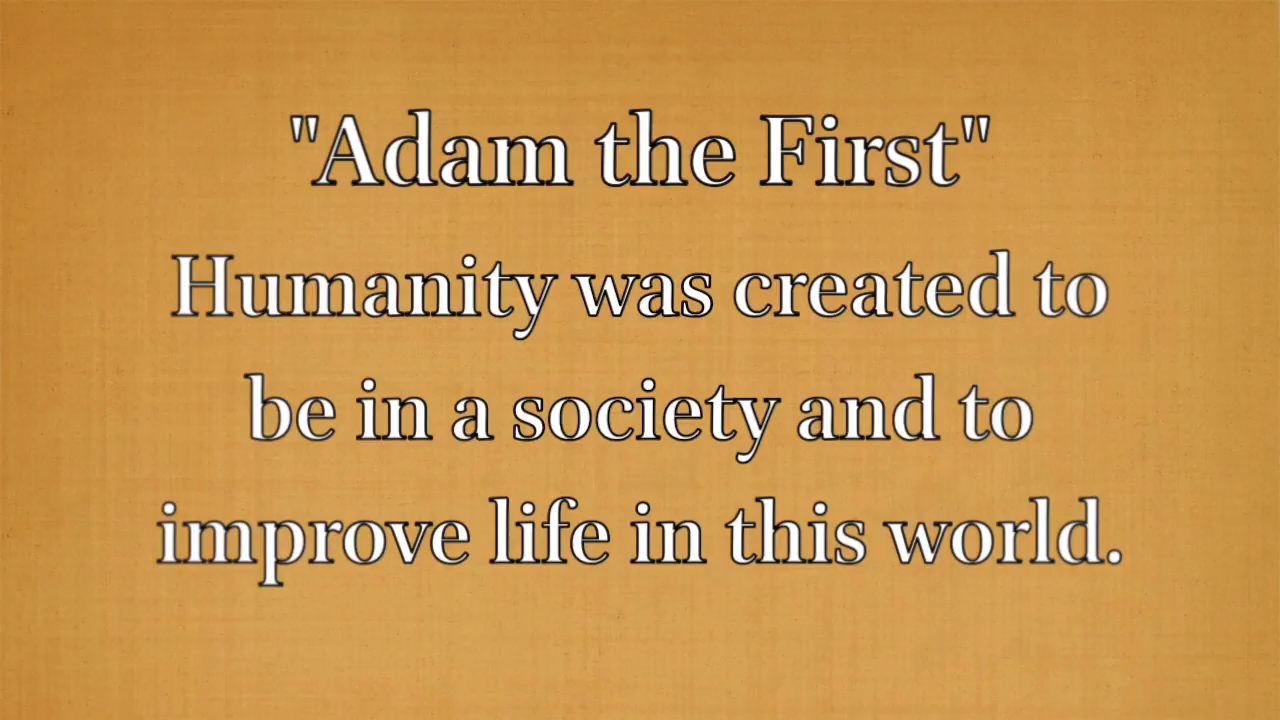 "Adam the First"
Humanity was created to
be in a society and to
improve life in this world.